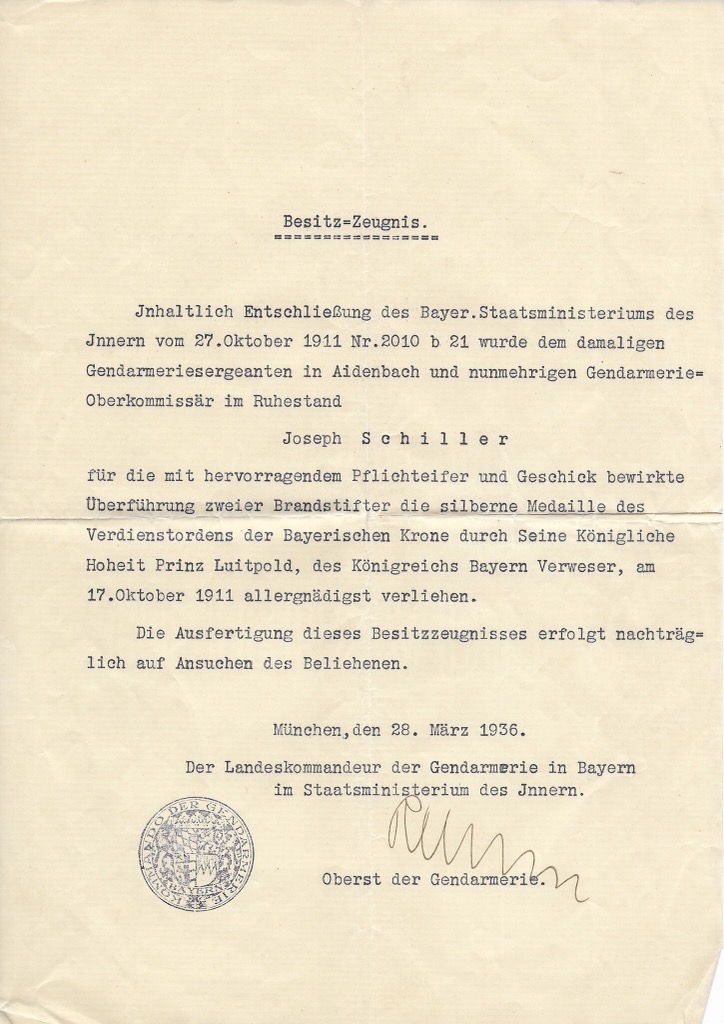 Besitz=Zeugnis.
Jnhaltlich Entschließung des Bayer.Staatsministeriums des
Jnnern vom 27.Oktober 1911 Nr.2010 b 21 wurde dem damaligen
Gendarmeriesergeanten in Aidenbach und nunmehrigen Gendarmerie=
Oberkommissär im Ruhestand
Joseph Schiller
für die mit hervorragendem Pflichteifer und Geschick bewirkte
Überführung zweier Brandstifter die silberne Medaille des
Verdienstordens der Bayerischen Krone durch Seine Königliche
Hoheit Prinz Luitpold, des Königreichs Bayern Verweser, am
17.Oktober 1911 allergnädigst verliehen.
Die Ausfertigung dieses Besitzzeugnisses erfolgt nachträg=
lich auf Ansuchen des Beliehenen.
München,den 28. März 1936.
Der Landeskommandeur der Gendarmerie in Bayern
im Staatsministerium des Jnnern.
Oberst der Gendarmerie.
KOMMANDO DER GENDARMERIE
BAYERN